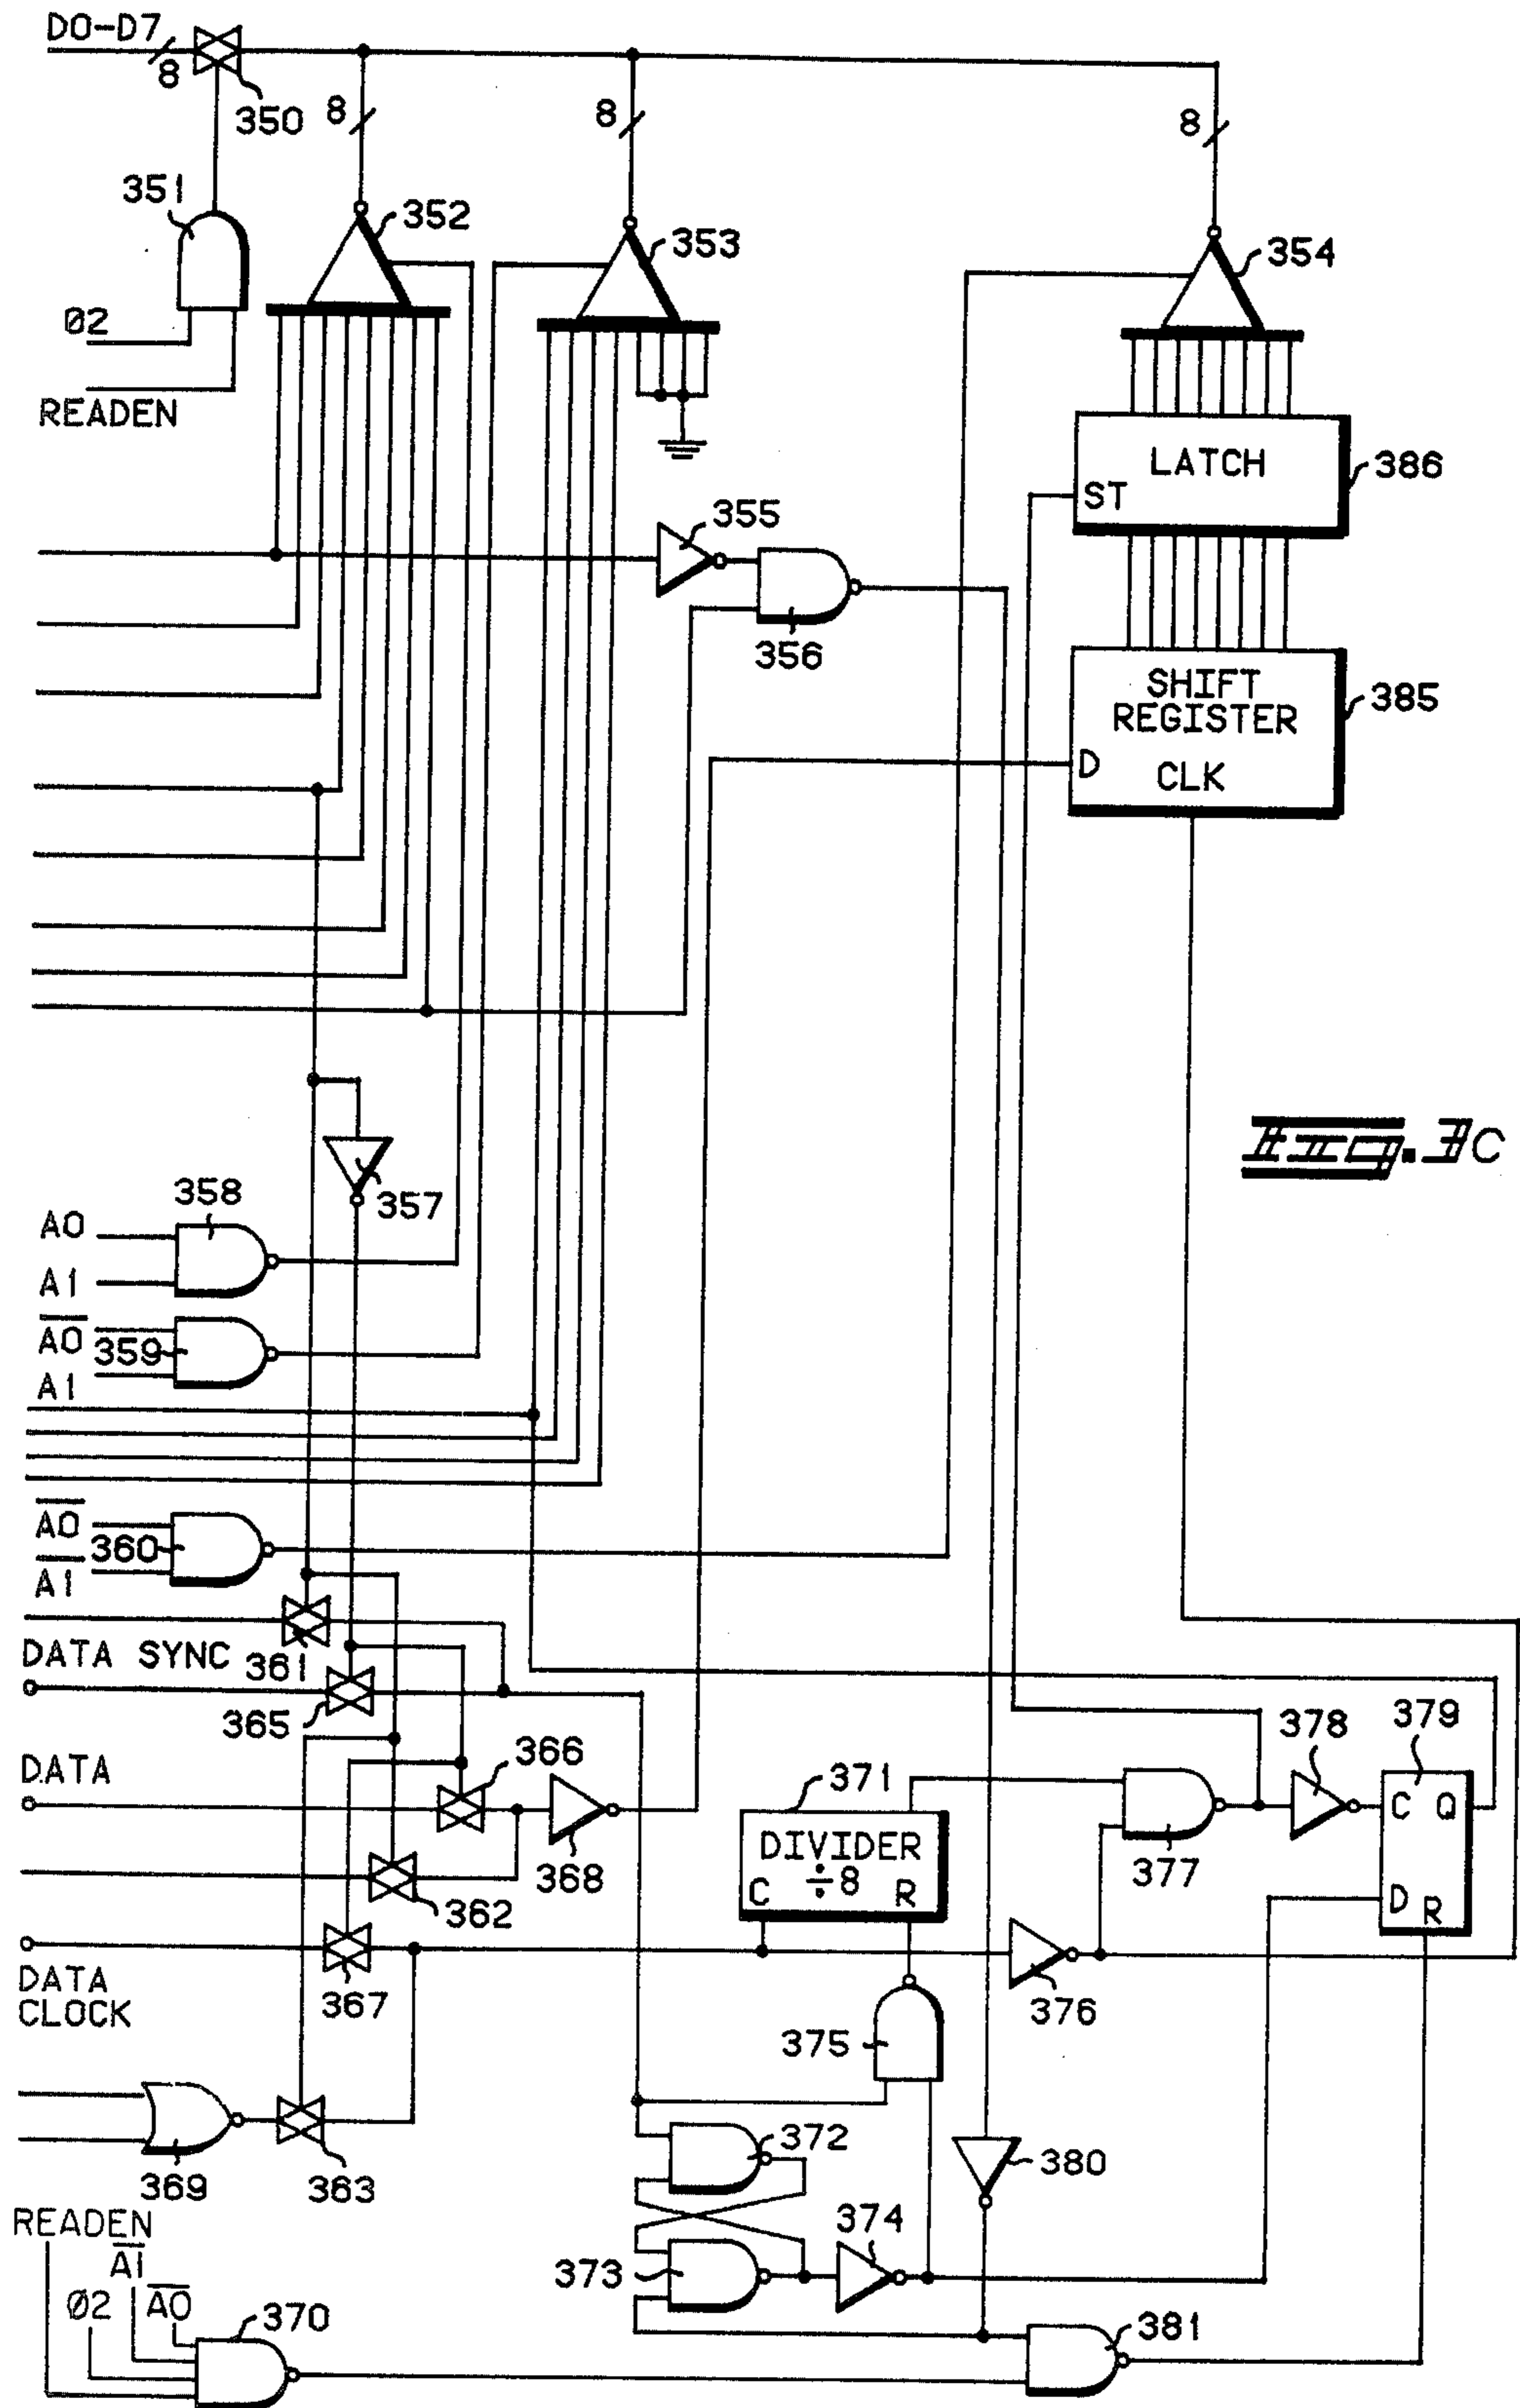 D0-D7
8
350
8
8
8
351
352
353
354
02
READEN
LATCH
386
ST
355
356
SHIFT
REGISTER
385
D
CLK
357
358
A0
A1
A0
359
A1
Fig. 3C
A0
360
A1
DATA SYNC
361
365
366
DATA
368
362
371
DIVIDER
÷8
C
R
378
379
377
C Q
D
R
DATA
CLOCK
367
376
375
369
363
372
380
374
373
READEN
A1
Ø2
A0
370
381